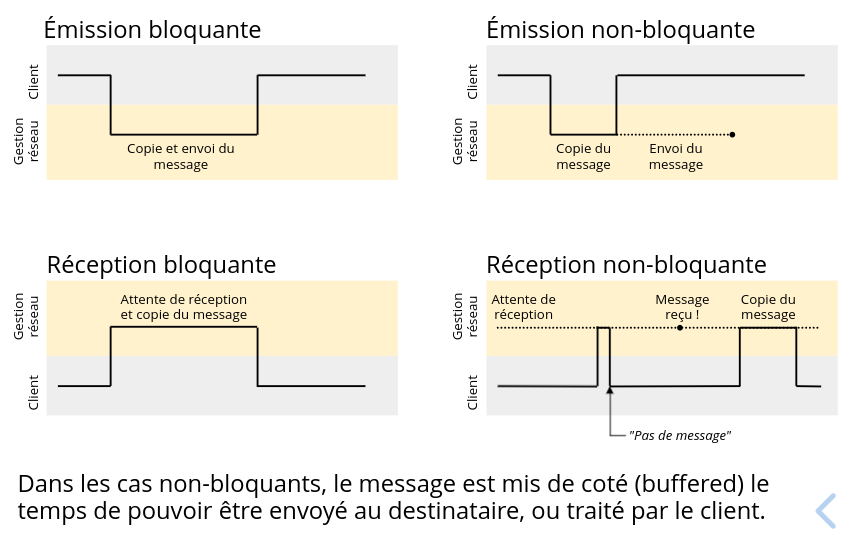 Émission bloquante
Client
Gestion
réseau
Copie et envoi du
message
Émission non-bloquante
Client
Gestion
réseau
Copie du
message
Envoi du
message
Réception bloquante
Gestion
réseau
Attente de réception
et copie du message
Client
Réception non-bloquante
Gestion
réseau
Attente de
réception
Message
reçu !
Copie du
message
Client
"Pas de message"
Dans les cas non-bloquants, le message est mis de coté (buffered) le
temps de pouvoir être envoyé au destinataire, ou traité par le client.